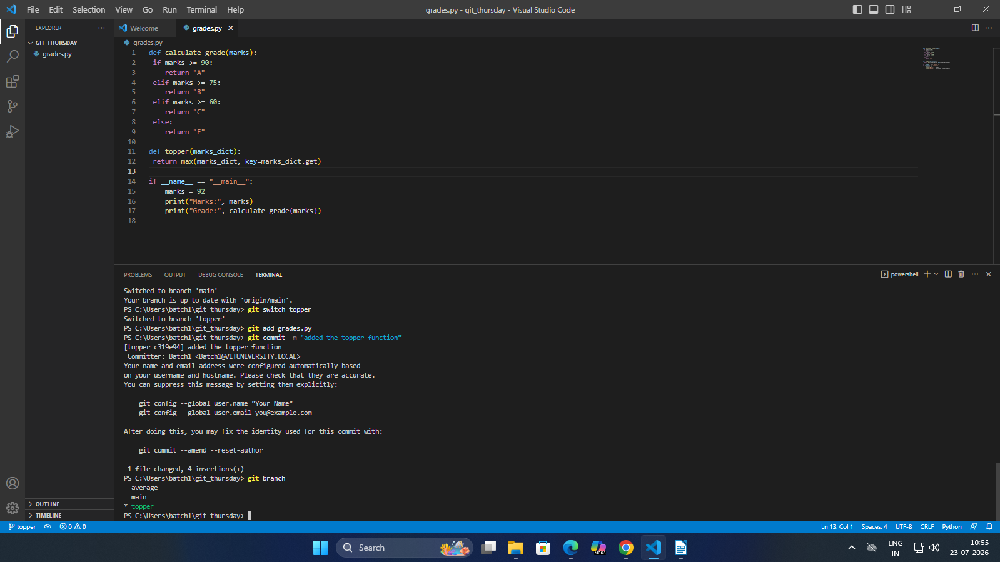 File Edit Selection View Go Run Terminal Help
grades.py - git_thursday - Visual Studio Code
EXPLORER
Welcome
grades.py
GIT_THURSDAY
grades.py
grades.py
1 def calculate_grade(marks):
2 if marks >= 90:
3 return "A"
4 elif marks >= 75:
5 return "B"
6 elif marks >= 60:
7 return "C"
8 else:
9 return "F"
10
11 def topper(marks_dict):
12 return max(marks_dict, key=marks_dict.get)
13
14 if __name__ == "__main__":
15 marks = 92
16 print("Marks:", marks)
17 print("Grade:", calculate_grade(marks))
18
PROBLEMS OUTPUT DEBUG CONSOLE TERMINAL
powershell
Switched to branch 'main'
Your branch is up to date with 'origin/main'.
PS C:\Users\batch1\git_thursday> git switch topper
Switched to branch 'topper'
PS C:\Users\batch1\git_thursday> git add grades.py
PS C:\Users\batch1\git_thursday> git commit -m "added the topper function"
[topper c319e94] added the topper function
Committer: Batch1 <Batch1@VITUNIVERSITY.LOCAL>
Your name and email address were configured automatically based
on your username and hostname. Please check that they are accurate.
You can suppress this message by setting them explicitly:
git config --global user.name "Your Name"
git config --global user.email you@example.com
After doing this, you may fix the identity used for this commit with:
git commit --amend --reset-author
1 file changed, 4 insertions(+)
PS C:\Users\batch1\git_thursday> git branch
average
main
* topper
PS C:\Users\batch1\git_thursday>
OUTLINE
TIMELINE
topper 0 0
Ln 13, Col 1 Spaces: 4 UTF-8 CRLF Python
Search
M365
ENG
IN
10:55
23-07-2026